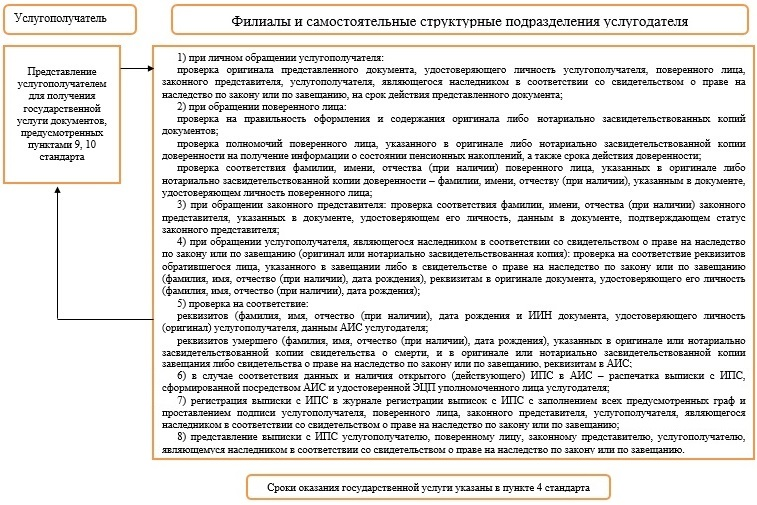 Услугополучатель
Филиалы и самостоятельные структурные подразделения услугодателя
Представление
услугополучателем
для получения
государственной
услуги документов,
предусмотренных
пунктами 9, 10
стандарта
1) при личном обращении услугополучателя:
проверка оригинала представленного документа, удостоверяющего личность услугополучателя, поверенного лица,
законного представителя, услугополучателя, являющегося наследником в соответствии со свидетельством о праве на
наследство по закону или по завещанию, на срок действия представленного документа;
2) при обращении поверенного лица:
проверка на правильность оформления и содержания оригинала либо нотариально засвидетельствованных копий
документов;
проверка полномочий поверенного лица, указанного в оригинале либо нотариально засвидетельствованной копии
доверенности на получение информации о состоянии пенсионных накоплений, а также срока действия доверенности;
проверка соответствия фамилии, имени, отчества (при наличии) поверенного лица, указанных в оригинале либо
нотариально засвидетельствованной копии доверенности – фамилии, имени, отчеству (при наличии), указанным в документе,
удостоверяющем личность поверенного лица;
3) при обращении законного представителя: проверка соответствия фамилии, имени, отчества (при наличии) законного
представителя, указанных в документе, удостоверяющем его личность, данным в документе, подтверждающем статус
законного представителя;
4) при обращении услугополучателя, являющегося наследником в соответствии со свидетельством о праве на наследство
по закону или по завещанию (оригинал или нотариально засвидетельствованная копия): проверка на соответствие реквизитов
обратившегося лица, указанного в завещании либо в свидетельстве о праве на наследство по закону или по завещанию
(фамилия, имя, отчество (при наличии), дата рождения), реквизитам в оригинале документа, удостоверяющего его личность
(фамилия, имя, отчество (при наличии), дата рождения);
5) проверка на соответствие:
реквизитов (фамилия, имя, отчество (при наличии), дата рождения и ИИН документа, удостоверяющего личность
(оригинал) услугополучателя, данным АИС услугодателя;
реквизитов умершего (фамилия, имя, отчество (при наличии), дата рождения), указанных в оригинале или нотариально
засвидетельствованной копии свидетельства о смерти, и в оригинале или нотариально засвидетельствованной копии
завещания либо свидетельства о праве на наследство по закону или по завещанию, реквизитам в АИС;
6) в случае соответствия данных и наличия открытого (действующего) ИПС в АИС – распечатка выписки с ИПС,
сформированной посредством АИС и удостоверенной ЭЦП уполномоченного лица услугодателя;
7) регистрация выписки с ИПС в журнале регистрации выписок с ИПС с заполнением всех предусмотренных граф и
проставлением подписи услугополучателя, поверенного лица, законного представителя, услугополучателя, являющегося
наследником в соответствии со свидетельством о праве на наследство по закону или по завещанию;
8) представление выписки с ИПС услугополучателю, поверенному лицу, законному представителю, услугополучателю,
являющемуся наследником в соответствии со свидетельством о праве на наследство по закону или по завещанию.
Сроки оказания государственной услуги указаны в пункте 4 стандарта